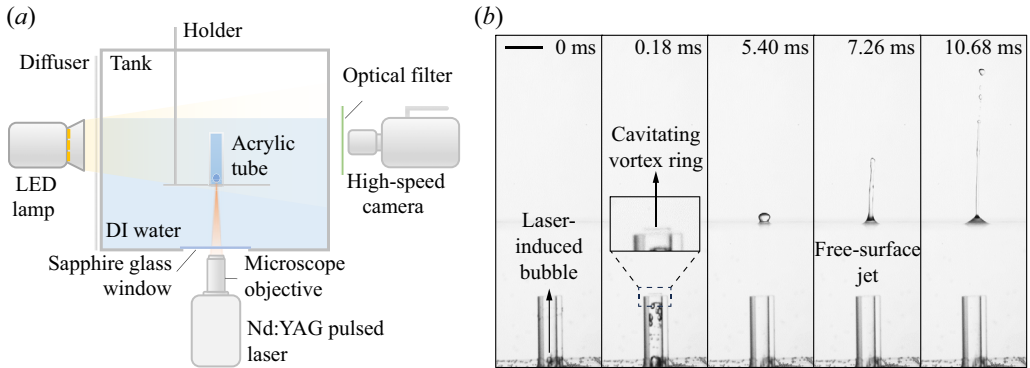 (a)
Holder
Diffuser
Tank
Optical filter
Acrylic
tube
LED
lamp
High-speed
camera
DI water
Sapphire glass
window
Microscope
objective
Nd:YAG pulsed
laser
(b)
0 ms
0.18 ms
5.40 ms
7.26 ms
10.68 ms
Cavitating
vortex ring
Laser-
induced
bubble
Free-surface
jet